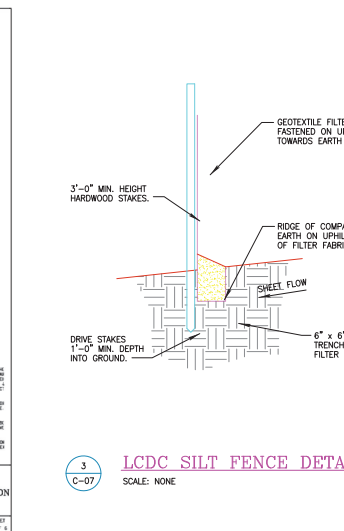 GEOTEXTILE FILTE
FASTENED ON UP
TOWARDS EARTH
3'-0" MIN. HEIGHT
HARDWOOD STAKES.
RIDGE OF COMPA
EARTH ON UPHIL
OF FILTER FABRI
SHEET FLOW
DRIVE STAKES
1'-0" MIN. DEPTH
INTO GROUND.
6" x 6"
TRENCH
FILTER
3
C-07
LCDC SILT FENCE DETA
SCALE: NONE
ON